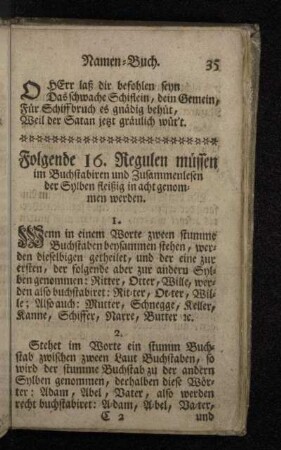 Namen-Buch. 35
O HErr laß dir befohlen seyn
Das schwache Schiflein, dein Gemein,
Für Schiffbruch es gnädig behüt,
Weil der Satan jetzt gräulich wüt't.
Folgende 16. Regulen müssen
im Buchstabiren und Zusammenlesen
der Sylben fleißig in acht genom-
men werden.
1.
Wenn in einem Worte zween stumme
Buchstaben beysammen stehen, wer-
den dieselbigen getheilet, und der eine zur
ersten, der folgende aber zur andern Syl-
ben genommen: Ritter, Otter, Wille, wer-
den also buchstabiret: Rit-ter, Ot-ter, Wil-
le; Also auch: Mutter, Schnegge, Keller,
Kanne, Schiffer, Narre, Butter ꝛc.
2.
Stehet im Worte ein stumm Buch-
stab zwischen zween Laut Buchstaben, so
wird der stumme Buchstab zu der andern
Sylben genommen, deßhalben diese Wör-
ter: Adam, Abel, Vater, also werden
recht buchstabiret: A-dam, A-bel, Va-ter,
C 2 und